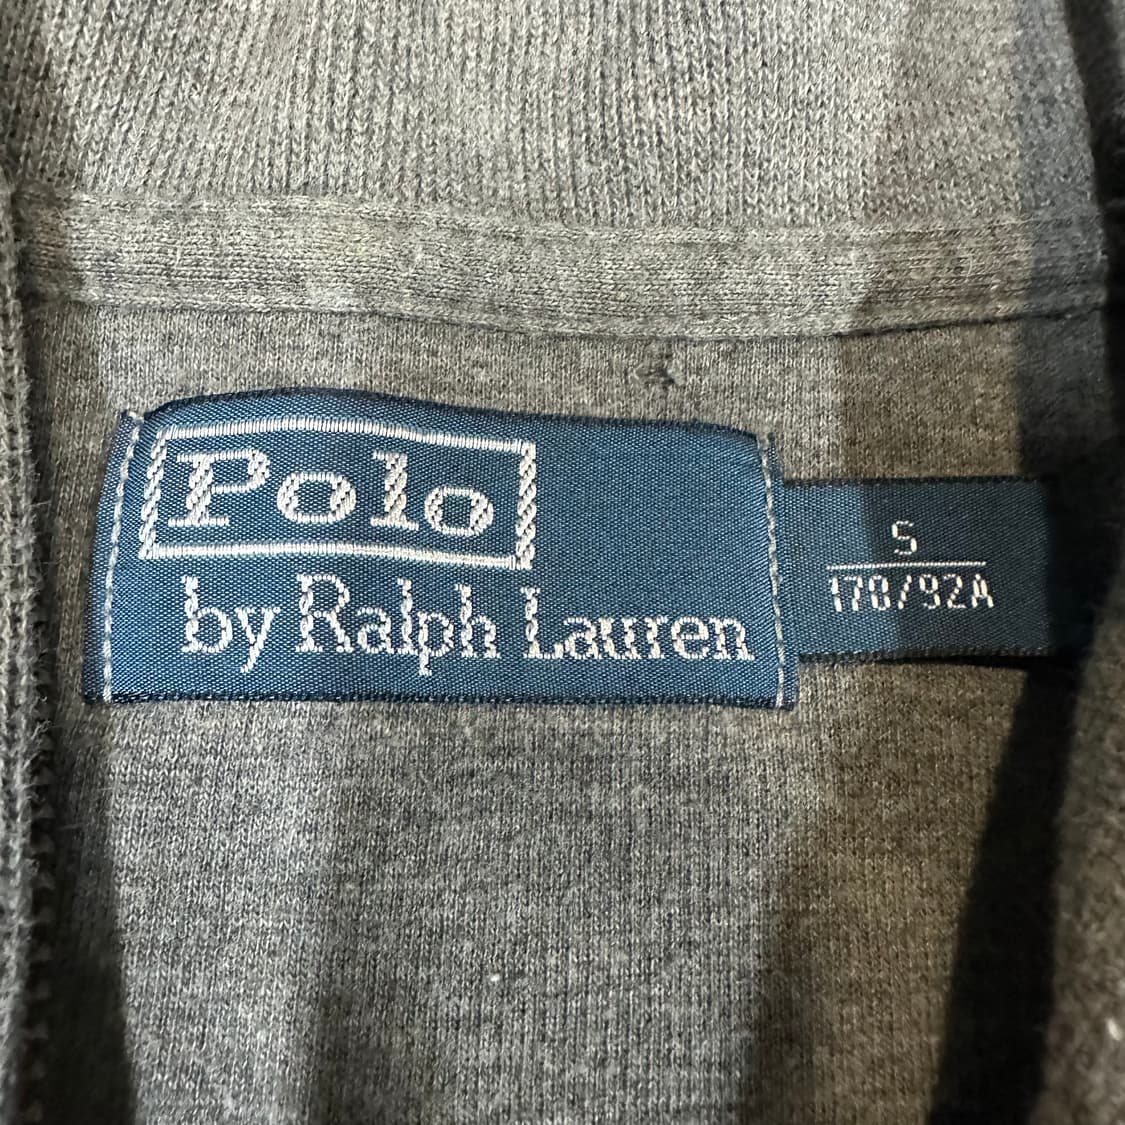 Polo
by Ralph Lauren
S
170/92A